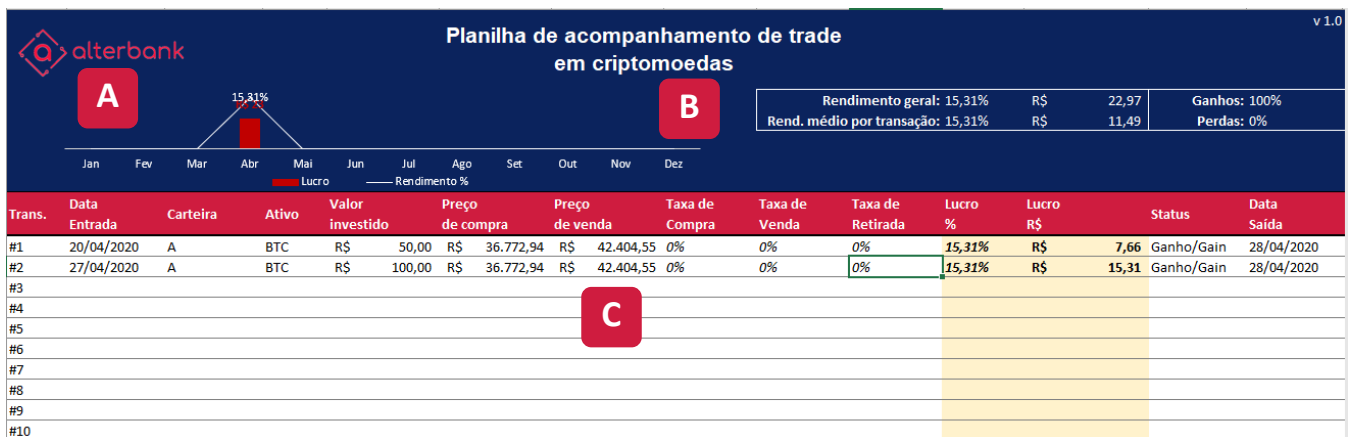 v 1.0
alterbank
Planilha de acompanhamento de trade
em criptomoedas
A
B
15,31%
Rendimento geral: 15,31% R$ 22,97 Ganhos: 100%
Rend. médio por transação: 15,31% R$ 11,49 Perdas: 0%
Jan Fev Mar Abr Mai Jun Jul Ago Set Out Nov Dez
Lucro Rendimento %
Trans. Data Entrada Carteira Ativo Valor investido Preço de compra Preço de venda Taxa de Compra Taxa de Venda Taxa de Retirada Lucro % Lucro R$ Status Data Saída
#1 20/04/2020 A BTC R$ 50,00 R$ 36.772,94 R$ 42.404,55 0% 0% 0% 15,31% R$ 7,66 Ganho/Gain 28/04/2020
#2 27/04/2020 A BTC R$ 100,00 R$ 36.772,94 R$ 42.404,55 0% 0% 0% 15,31% R$ 15,31 Ganho/Gain 28/04/2020
#3
C
#4
#5
#6
#7
#8
#9
#10